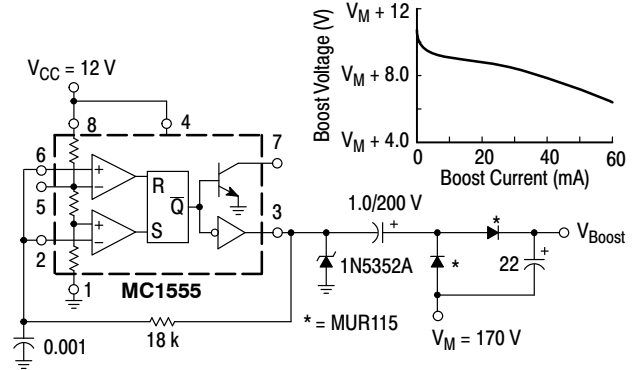 V_CC = 12 V
8
4
6
5
2
1
7
3
+
−
+
−
R
S
Q̅
MC1555
0.001
18 k
1N5352A
1.0/200 V
+
*
*
22
+
V_Boost
V_M = 170 V
* = MUR115
Boost Voltage (V)
V_M + 12
V_M + 8.0
V_M + 4.0
0
20
40
60
Boost Current (mA)